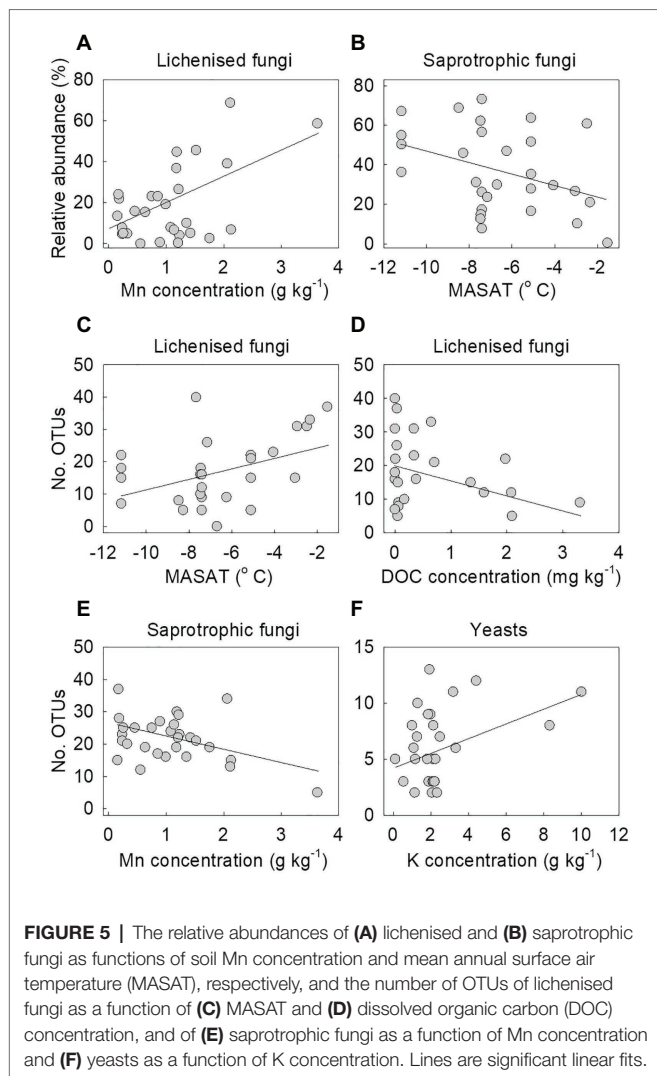 A B
Lichenised fungi Saprotrophic fungi
Relative abundance (%)
80
60
40
20
0
0 1 2 3 4
Mn concentration (g kg⁻¹)
80
60
40
20
0
-12 -10 -8 -6 -4 -2
MASAT (° C)
C D
Lichenised fungi Lichenised fungi
No. OTUs
50
40
30
20
10
0
-12 -10 -8 -6 -4 -2
MASAT (° C)
50
40
30
20
10
0
0 1 2 3 4
DOC concentration (mg kg⁻¹)
E F
Saprotrophic fungi Yeasts
No. OTUs
50
40
30
20
10
0
0 1 2 3 4
Mn concentration (g kg⁻¹)
15
10
5
0
0 2 4 6 8 10 12
K concentration (g kg⁻¹)
FIGURE 5 | The relative abundances of (A) lichenised and (B) saprotrophic
fungi as functions of soil Mn concentration and mean annual surface air
temperature (MASAT), respectively, and the number of OTUs of lichenised
fungi as a function of (C) MASAT and (D) dissolved organic carbon (DOC)
concentration, and of (E) saprotrophic fungi as a function of Mn concentration
and (F) yeasts as a function of K concentration. Lines are significant linear fits.